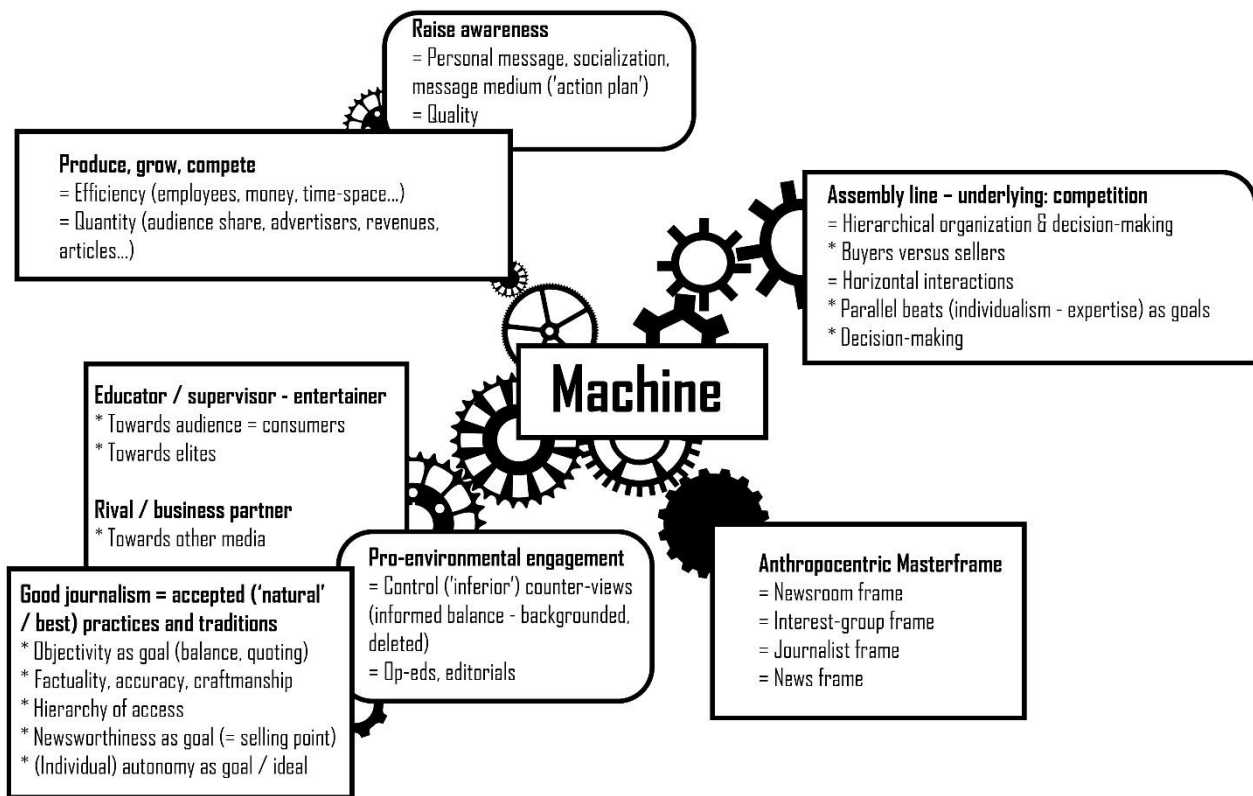 Raise awareness
= Personal message, socialization,
message medium ('action plan')
= Quality
Produce, grow, compete
= Efficiency (employees, money, time-space...)
= Quantity (audience share, advertisers, revenues,
articles...)
Assembly line – underlying: competition
= Hierarchical organization & decision-making
* Buyers versus sellers
= Horizontal interactions
* Parallel beats (individualism - expertise) as goals
* Decision-making
Machine
Educator / supervisor - entertainer
* Towards audience = consumers
* Towards elites
Rival / business partner
* Towards other media
Good journalism = accepted ('natural'
/ best) practices and traditions
* Objectivity as goal (balance, quoting)
* Factuality, accuracy, craftmanship
* Hierarchy of access
* Newsworthiness as goal (= selling point)
* (Individual) autonomy as goal / ideal
Pro-environmental engagement
= Control ('inferior') counter-views
(informed balance - backgrounded,
deleted)
= Op-eds, editorials
Anthropocentric Masterframe
= Newsroom frame
= Interest-group frame
= Journalist frame
= News frame